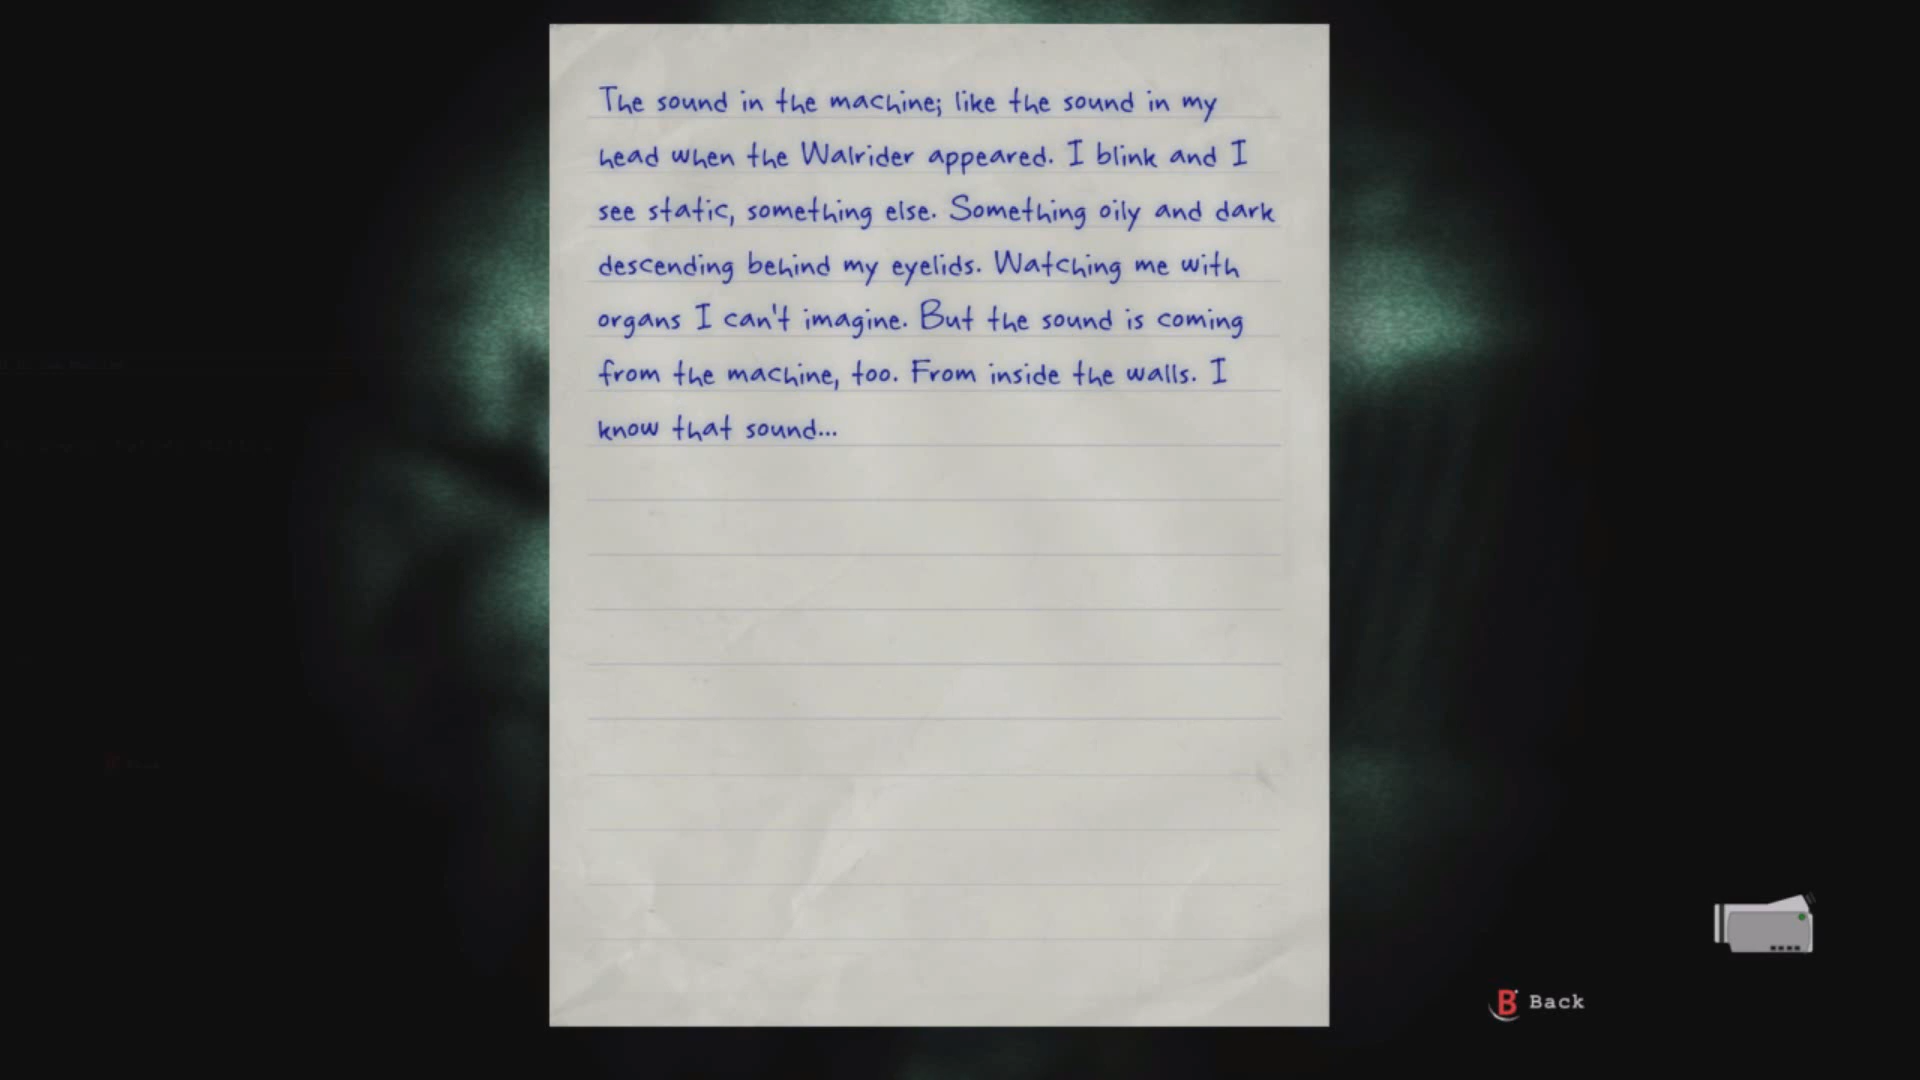 The sound in the machine; like the sound in my
head when the Walrider appeared. I blink and I
see static, something else. Something oily and dark
descending behind my eyelids. Watching me with
organs I can't imagine. But the sound is coming
from the machine, too. From inside the walls. I
know that sound...
B Back